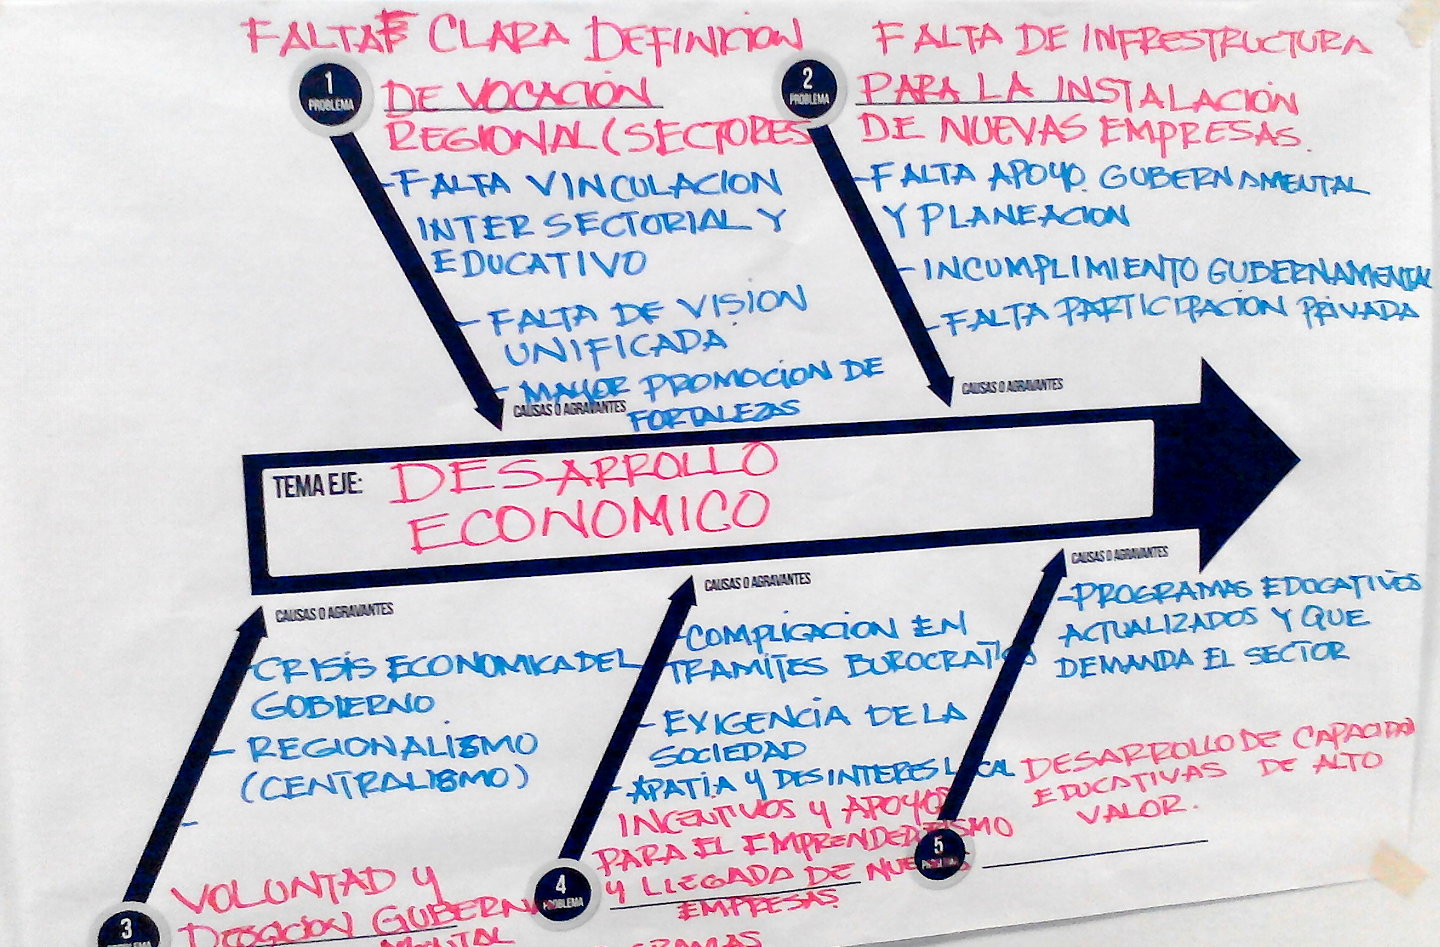 FALTA CLARA DEFINICION
1
PROBLEMA
DE VOCACIÓN
REGIONAL (SECTORES
-FALTA VINCULACION
INTER SECTORIAL Y
EDUCATIVO
- FALTA DE VISION
UNIFICADA
- MAYOR PROMOCION DE
FORTALEZAS
CAUSAS O AGRAVANTES
FALTA DE INFRESTRUCTURA
2
PROBLEMA
PARA LA INSTALACIÓN
DE NUEVAS EMPRESAS.
-FALTA APOYO GUBERNAMENTAL
Y PLANEACION
- INCUMPLIMIENTO GUBERNAMENTAL
- FALTA PARTICIPACION PRIVADA
CAUSAS O AGRAVANTES
TEMA EJE: DESARROLLO
ECONOMICO
CAUSAS O AGRAVANTES
CRISIS ECONOMICA DEL
GOBIERNO
- REGIONALISMO
(CENTRALISMO)
-
VOLUNTAD Y
3
GUBERNA
MENTAL
CAUSAS O AGRAVANTES
-COMPLICACION EN
TRAMITES BUROCRATICOS
- EXIGENCIA DE LA
SOCIEDAD
- APATIA Y DESINTERES LOCAL
INCENTIVOS Y APOYOS
PARA EL EMPRENDEDURISMO
4
PROBLEMA
Y LLEGADA DE NUEVAS
EMPRESAS
CAUSAS O AGRAVANTES
-PROGRAMAS EDUCATIVOS
ACTUALIZADOS Y QUE
DEMANDA EL SECTOR
DESARROLLO DE CAPACIDAD
EDUCATIVAS DE ALTO
VALOR.
5
PROBLEMA